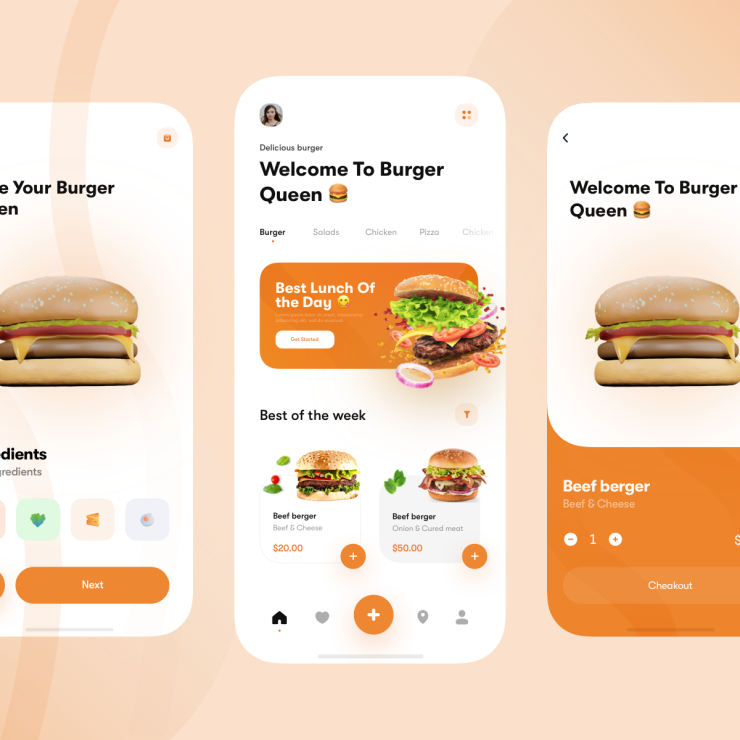 e Your Burger
en
dients
redients
Next
Delicious burger
Welcome To Burger
Queen
Burger Salads Chicken Pizza Chicken
Best Lunch Of
the Day
Get Started
Best of the week
Beef berger
Beef & Cheese
$20.00
Beef berger
Onion & Cured meat
$50.00
Welcome To Burger
Queen
Beef berger
Beef & Cheese
1
$
Cheakout